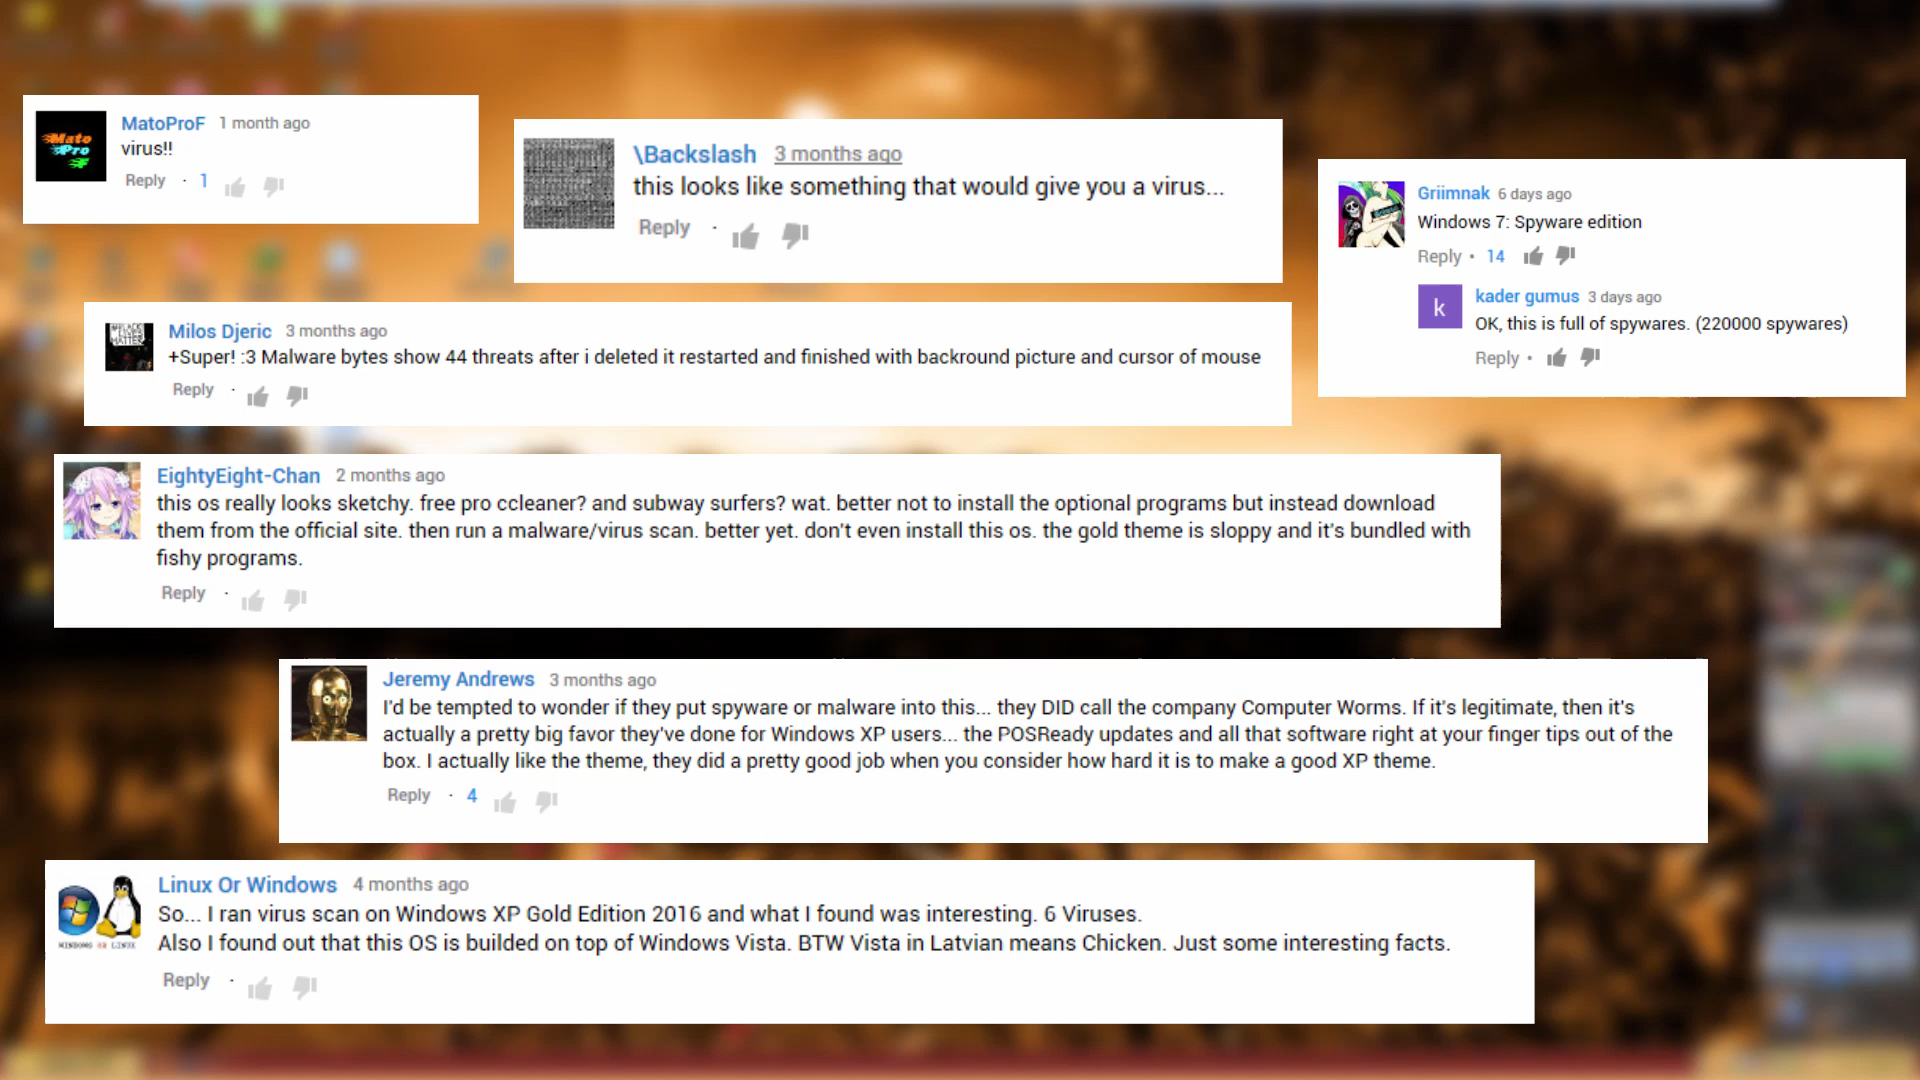 MatoProF 1 month ago
virus!!
Reply · 1
\Backslash 3 months ago
this looks like something that would give you a virus...
Reply ·
Griimnak 6 days ago
Windows 7: Spyware edition
Reply • 14
k
kader gumus 3 days ago
OK, this is full of spywares. (220000 spywares)
Reply •
Milos Djeric 3 months ago
+Super! :3 Malware bytes show 44 threats after i deleted it restarted and finished with backround picture and cursor of mouse
Reply ·
EightyEight-Chan 2 months ago
this os really looks sketchy. free pro ccleaner? and subway surfers? wat. better not to install the optional programs but instead download
them from the official site. then run a malware/virus scan. better yet. don't even install this os. the gold theme is sloppy and it's bundled with
fishy programs.
Reply ·
Jeremy Andrews 3 months ago
I'd be tempted to wonder if they put spyware or malware into this... they DID call the company Computer Worms. If it's legitimate, then it's
actually a pretty big favor they've done for Windows XP users... the POSReady updates and all that software right at your finger tips out of the
box. I actually like the theme, they did a pretty good job when you consider how hard it is to make a good XP theme.
Reply · 4
Linux Or Windows 4 months ago
So... I ran virus scan on Windows XP Gold Edition 2016 and what I found was interesting. 6 Viruses.
Also I found out that this OS is builded on top of Windows Vista. BTW Vista in Latvian means Chicken. Just some interesting facts.
Reply ·
Mato
Pro
F
WINDOWS OR LINUX